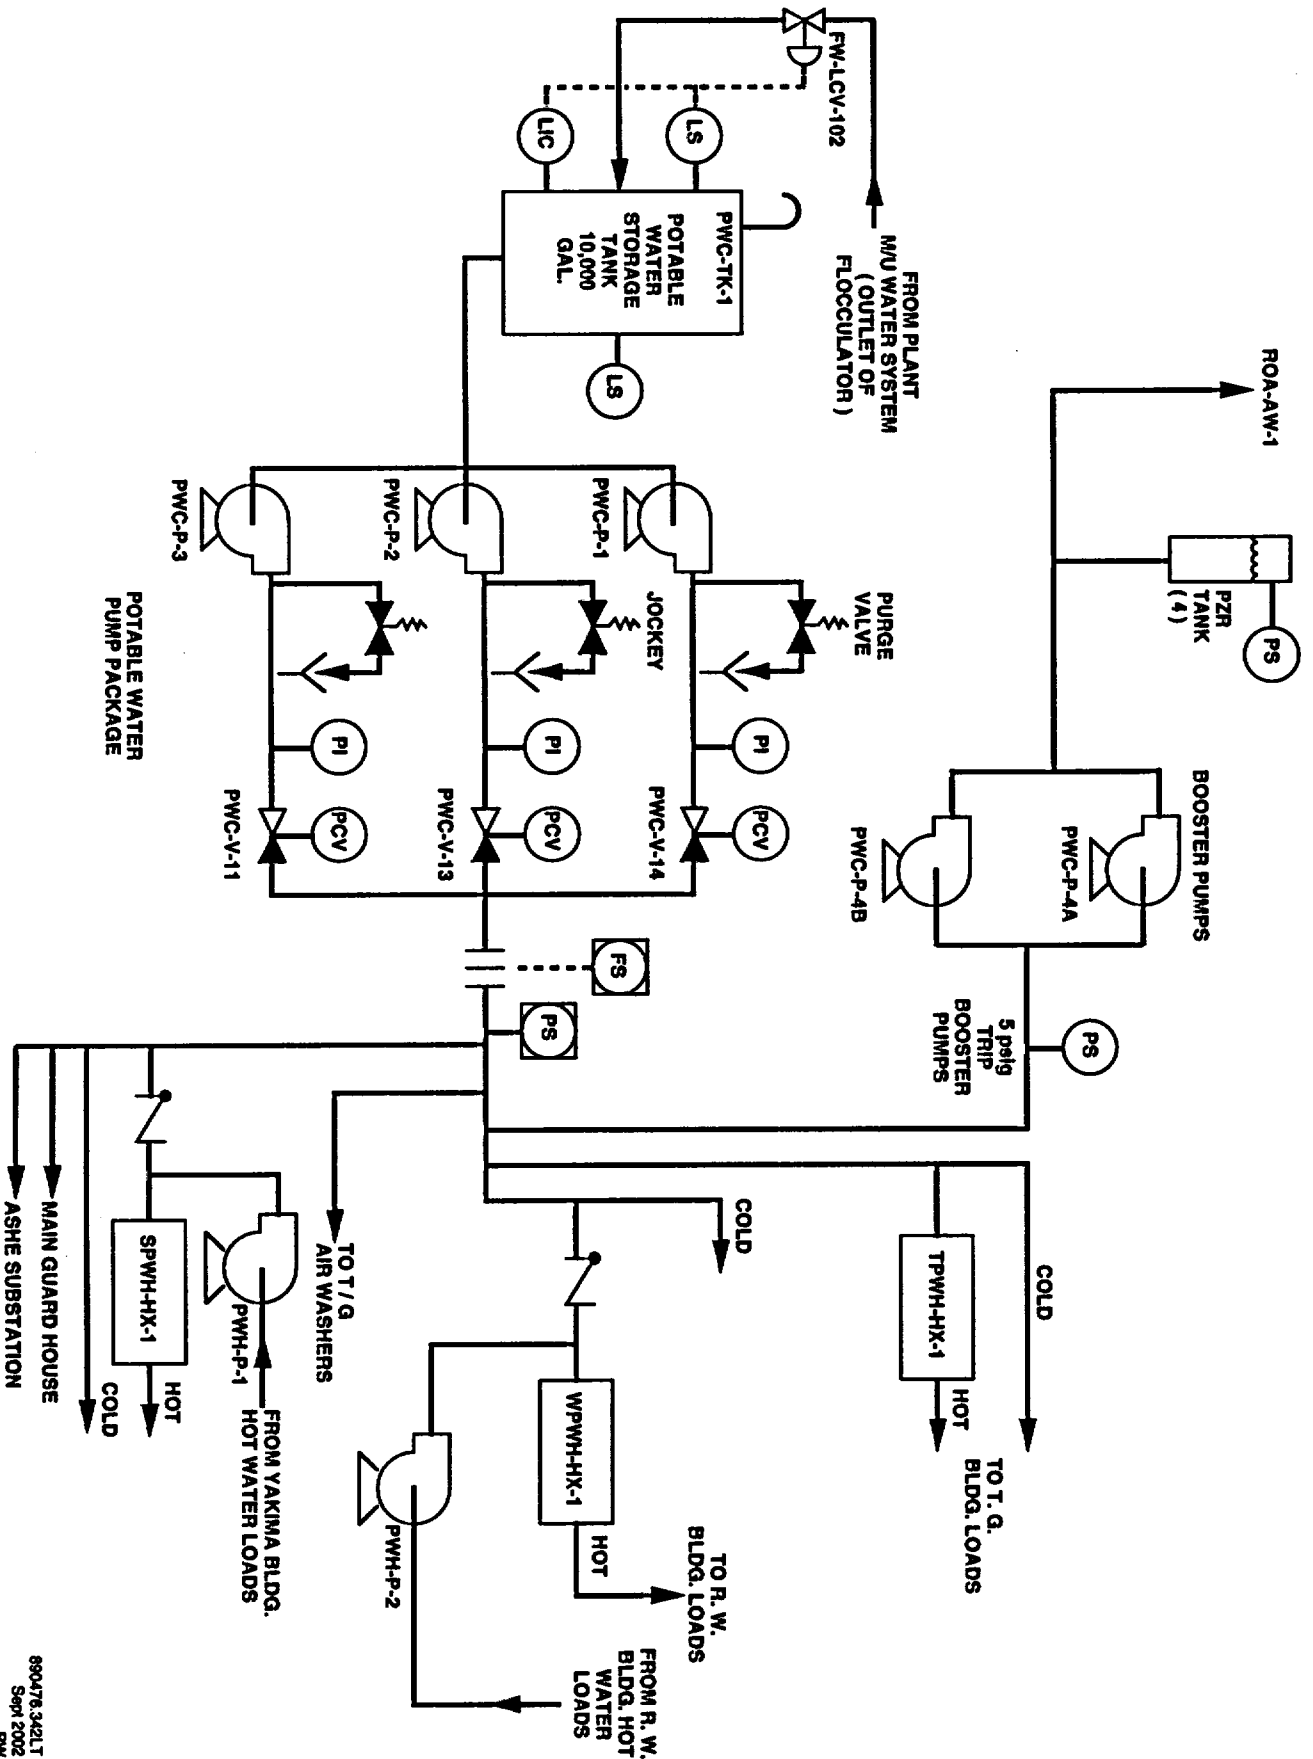 ROA-AW-1
PZR
TANK
( 4 )
PS
BOOSTER PUMPS
PWC-P-4A
PWC-P-4B
PS
5 psig
TRIP
BOOSTER
PUMPS
FROM PLANT
M/U WATER SYSTEM
( OUTLET OF
FLOCCULATOR )
FW-LCV-102
LS
LIC
PWC-TK-1
POTABLE
WATER
STORAGE
TANK
10,000
GAL.
LS
PWC-P-1
PWC-P-2
PWC-P-3
PURGE
VALVE
JOCKEY
PI
PI
PI
PCV
PCV
PCV
PWC-V-14
PWC-V-13
PWC-V-11
POTABLE WATER
PUMP PACKAGE
FS
PS
COLD
TPWH-HX-1
HOT
TO T. G.
BLDG. LOADS
COLD
WPWH-HX-1
HOT
TO R. W.
BLDG. LOADS
PWH-P-2
FROM R. W.
BLDG. HOT
WATER
LOADS
TO T / G
AIR WASHERS
PWH-P-1
FROM YAKIMA BLDG.
HOT WATER LOADS
SPWH-HX-1
HOT
COLD
MAIN GUARD HOUSE
ASHE SUBSTATION
890476.342LT
Sept 2002